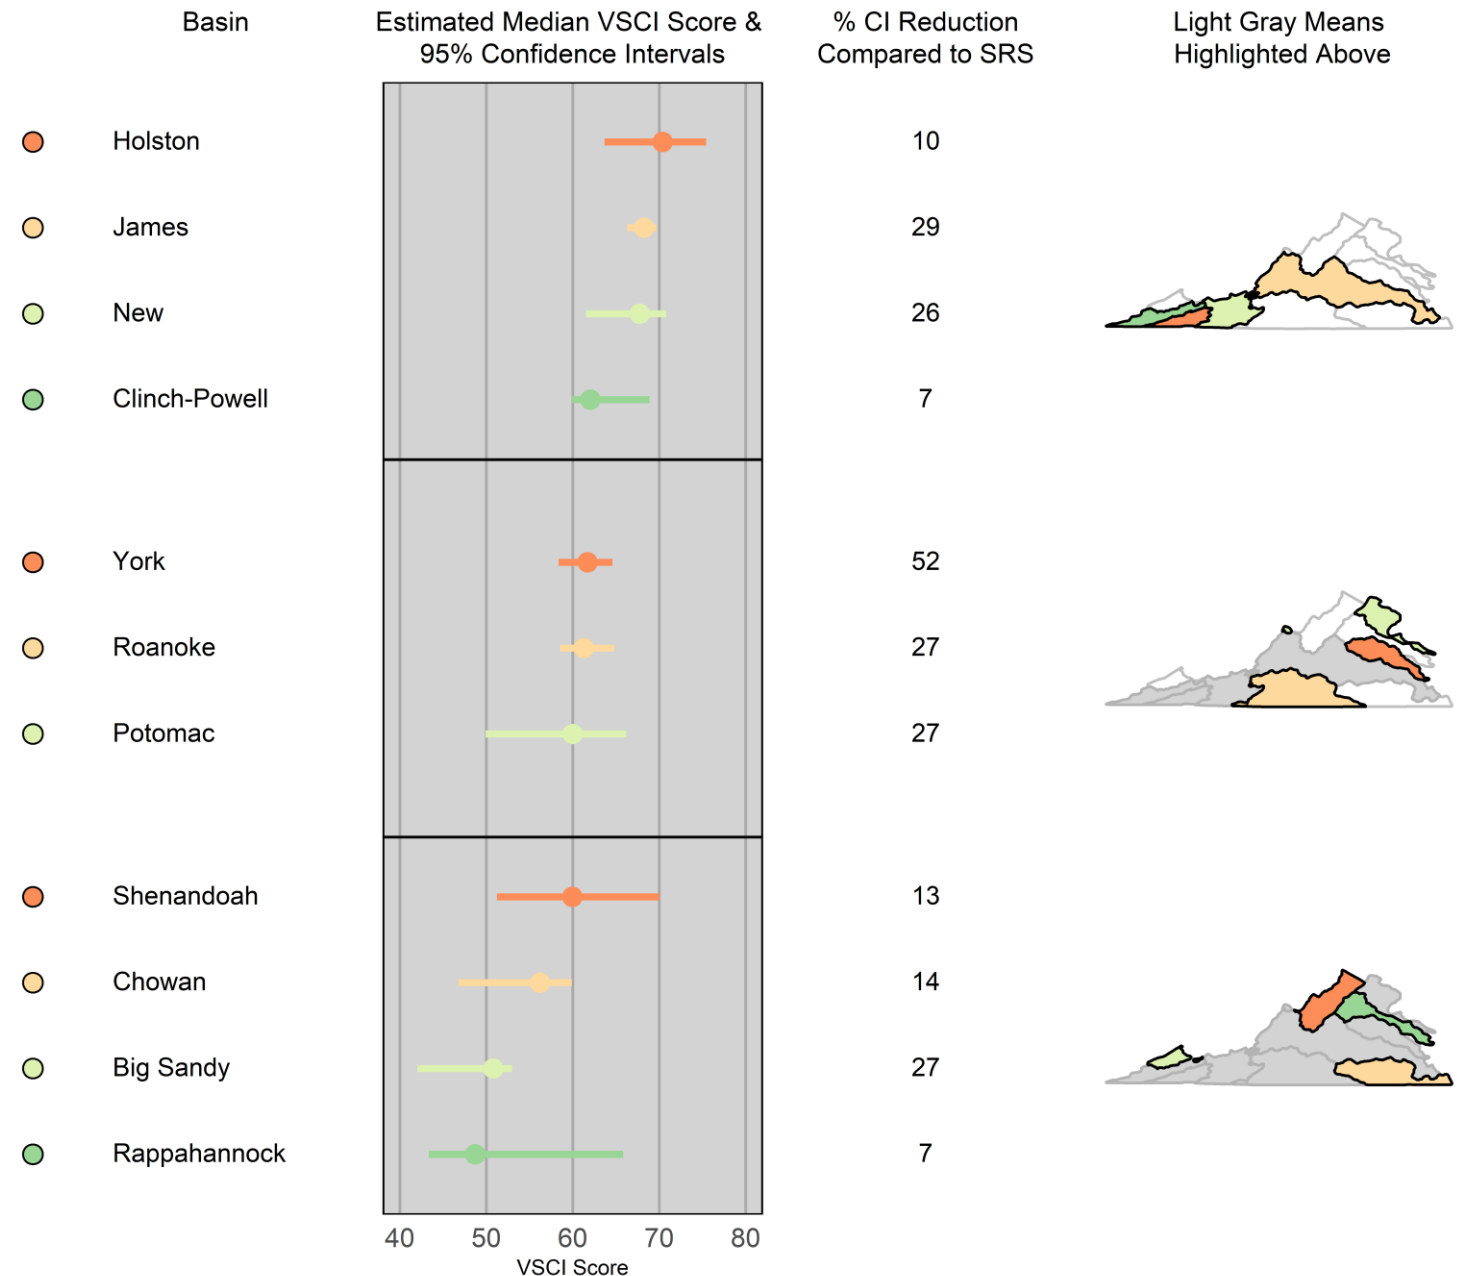 Basin
Estimated Median VSCI Score &
95% Confidence Intervals
% CI Reduction
Compared to SRS
Light Gray Means
Highlighted Above
Holston
10
James
29
New
26
Clinch-Powell
7
York
52
Roanoke
27
Potomac
27
Shenandoah
13
Chowan
14
Big Sandy
27
Rappahannock
7
40 50 60 70 80
VSCI Score